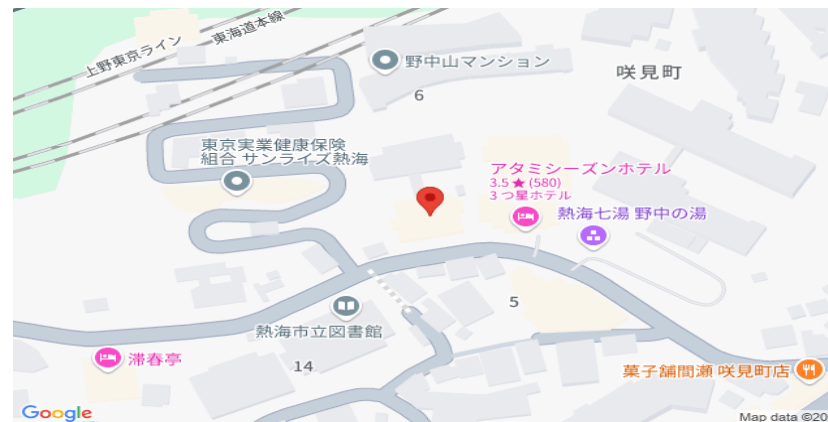 上野東京ライン
東海道本線
野中山マンション
咲見町
6
東京実業健康保険
組合 サンライズ熱海
アタミシーズンホテル
3.5 ★ (580)
3 つ星ホテル
熱海七湯 野中の湯
5
熱海市立図書館
滞春亭
14
菓子舗間瀬 咲見町店
Google
Map data ©20